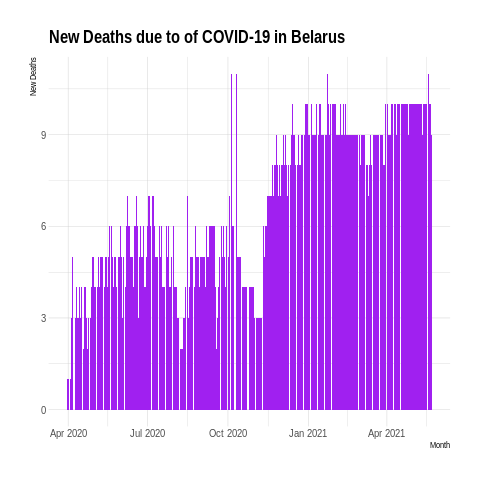 New Deaths due to of COVID-19 in Belarus
New Deaths
9
6
3
0
Apr 2020 Jul 2020 Oct 2020 Jan 2021 Apr 2021
Month